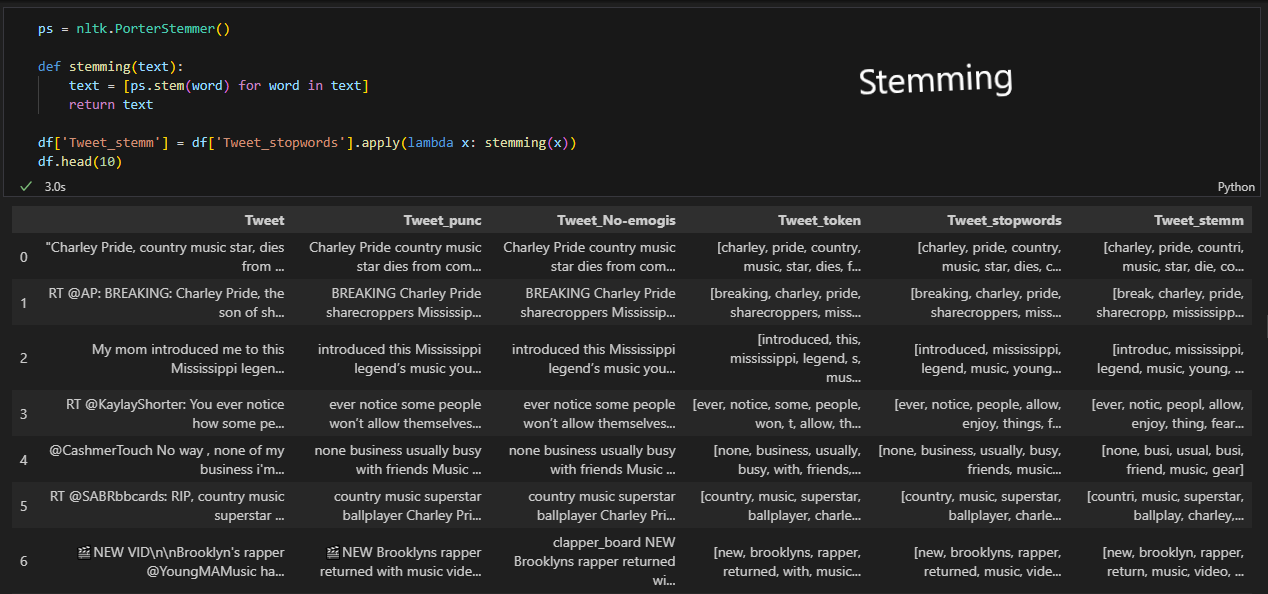 ps = nltk.PorterStemmer()
def stemming(text):
text = [ps.stem(word) for word in text]
return text
Stemming
df['Tweet_stemm'] = df['Tweet_stopwords'].apply(lambda x: stemming(x))
df.head(10)
3.0s
Python
Tweet Tweet_punc Tweet_No-emogis Tweet_token Tweet_stopwords Tweet_stemm
0 "Charley Pride, country music star, dies Charley Pride country music Charley Pride country music [charley, pride, country, [charley, pride, country, [charley, pride, countri,
from ... star dies from com... star dies from com... music, star, dies, f... music, star, dies, c... music, star, die, co...
1 RT @AP: BREAKING: Charley Pride, the BREAKING Charley Pride BREAKING Charley Pride [breaking, charley, pride, [breaking, charley, pride, [break, charley, pride,
son of sh... sharecroppers Mississip... sharecroppers Mississip... sharecroppers, miss... sharecroppers, miss... sharecropp, mississipp...
2 My mom introduced me to this introduced this Mississippi introduced this Mississippi [introduced, this, [introduced, mississippi, [introduc, mississippi,
Mississippi legen... legend’s music you... legend’s music you... mississippi, legend, s, legend, music, young... legend, music, young, ...
mus...
3 RT @KaylayShorter: You ever notice ever notice some people ever notice some people [ever, notice, some, people, [ever, notice, people, allow, [ever, notic, peopl, allow,
how some pe... won’t allow themselves... won’t allow themselves... won, t, allow, th... enjoy, things, f... enjoy, thing, fear...
4 @CashmerTouch No way , none of my none business usually busy none business usually busy [none, business, usually, [none, business, usually, busy, [none, busi, usual, busi,
business i'm... with friends Music ... with friends Music ... busy, with, friends,... friends, music... friend, music, gear]
5 RT @SABRbbcards: RIP, country music country music superstar country music superstar [country, music, superstar, [country, music, superstar, [countri, music, superstar,
superstar ... ballplayer Charley Pri... ballplayer Charley Pri... ballplayer, charle... ballplayer, charle... ballplay, charley,...
6 🎬 NEW VID\n\nBrooklyn's rapper 🎬 NEW Brooklyns rapper clapper_board NEW [new, brooklyns, rapper, [new, brooklyns, rapper, [new, brooklyn, rapper,
@YoungMAMusic ha... returned with music vide... Brooklyns rapper returned returned, with, music... returned, music, vide... return, music, video, ...
wi...